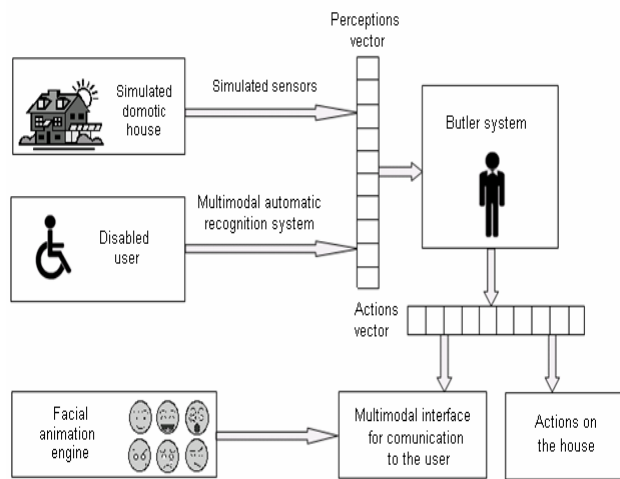 Perceptions
vector
Simulated
domotic
house
Simulated sensors
Butler system
Multimodal automatic
recognition system
Disabled
user
Actions
vector
Facial
animation
engine
Multimodal interface
for comunication
to the user
Actions on
the house